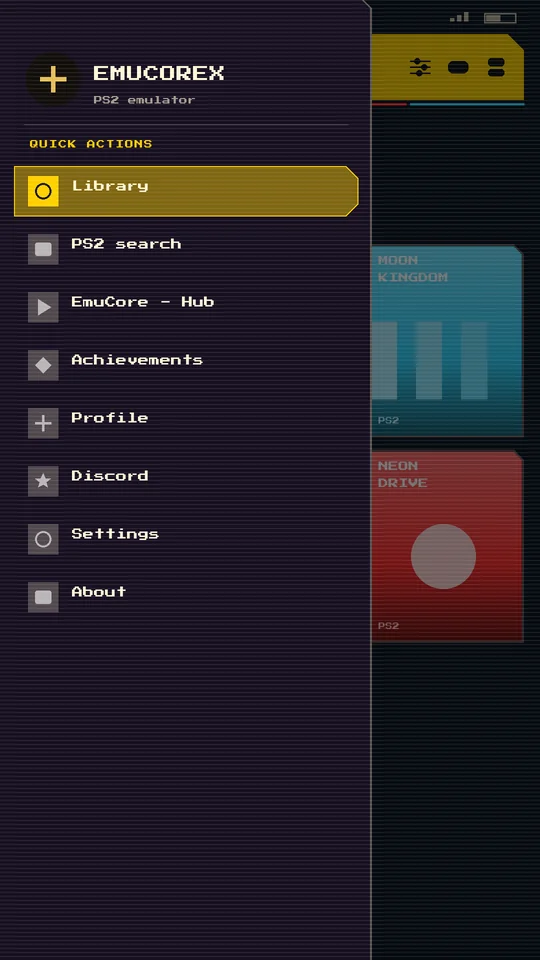 EMUCOREX
PS2 emulator
QUICK ACTIONS
Library
PS2 search
EmuCore - Hub
Achievements
Profile
Discord
Settings
About
MOON
KINGDOM
PS2
NEON
DRIVE
PS2